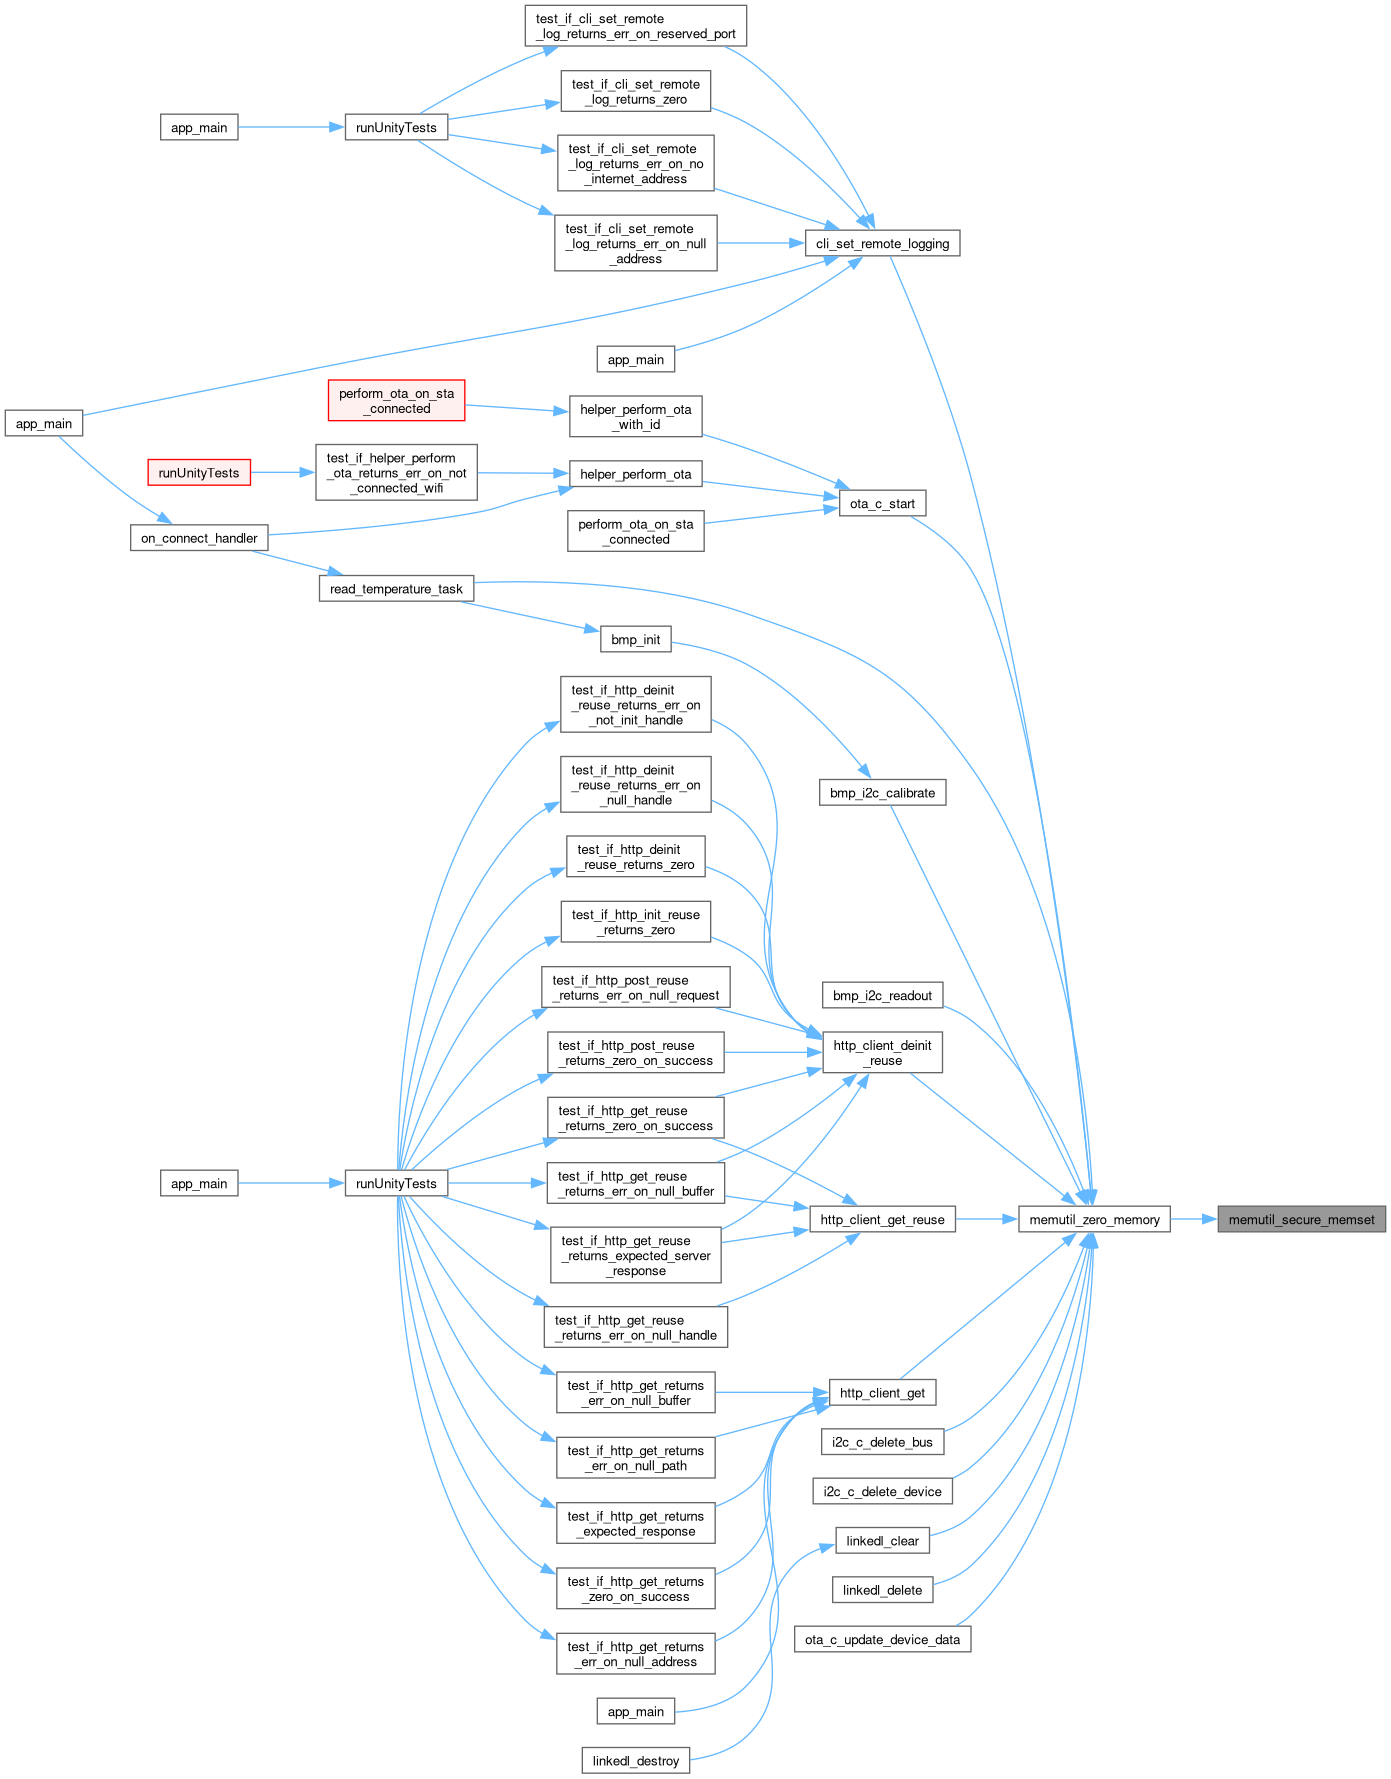 test_if_cli_set_remote
_log_returns_err_on_reserved_port
test_if_cli_set_remote
_log_returns_zero
app_main
runUnityTests
test_if_cli_set_remote
_log_returns_err_on_no
_internet_address
test_if_cli_set_remote
_log_returns_err_on_null
_address
cli_set_remote_logging
app_main
perform_ota_on_sta
_connected
helper_perform_ota
_with_id
app_main
runUnityTests
test_if_helper_perform
_ota_returns_err_on_not
_connected_wifi
helper_perform_ota
ota_c_start
perform_ota_on_sta
_connected
on_connect_handler
read_temperature_task
bmp_init
test_if_http_deinit
_reuse_returns_err_on
_not_init_handle
test_if_http_deinit
_reuse_returns_err_on
_null_handle
bmp_i2c_calibrate
test_if_http_deinit
_reuse_returns_zero
test_if_http_init_reuse
_returns_zero
test_if_http_post_reuse
_returns_err_on_null_request
bmp_i2c_readout
test_if_http_post_reuse
_returns_zero_on_success
http_client_deinit
_reuse
test_if_http_get_reuse
_returns_zero_on_success
app_main
runUnityTests
test_if_http_get_reuse
_returns_err_on_null_buffer
http_client_get_reuse
memutil_zero_memory
memutil_secure_memset
test_if_http_get_reuse
_returns_expected_server
_response
test_if_http_get_reuse
_returns_err_on_null_handle
test_if_http_get_returns
_err_on_null_buffer
http_client_get
i2c_c_delete_bus
test_if_http_get_returns
_err_on_null_path
i2c_c_delete_device
test_if_http_get_returns
_expected_response
linkedl_clear
test_if_http_get_returns
_zero_on_success
linkedl_delete
test_if_http_get_returns
_err_on_null_address
ota_c_update_device_data
app_main
linkedl_destroy